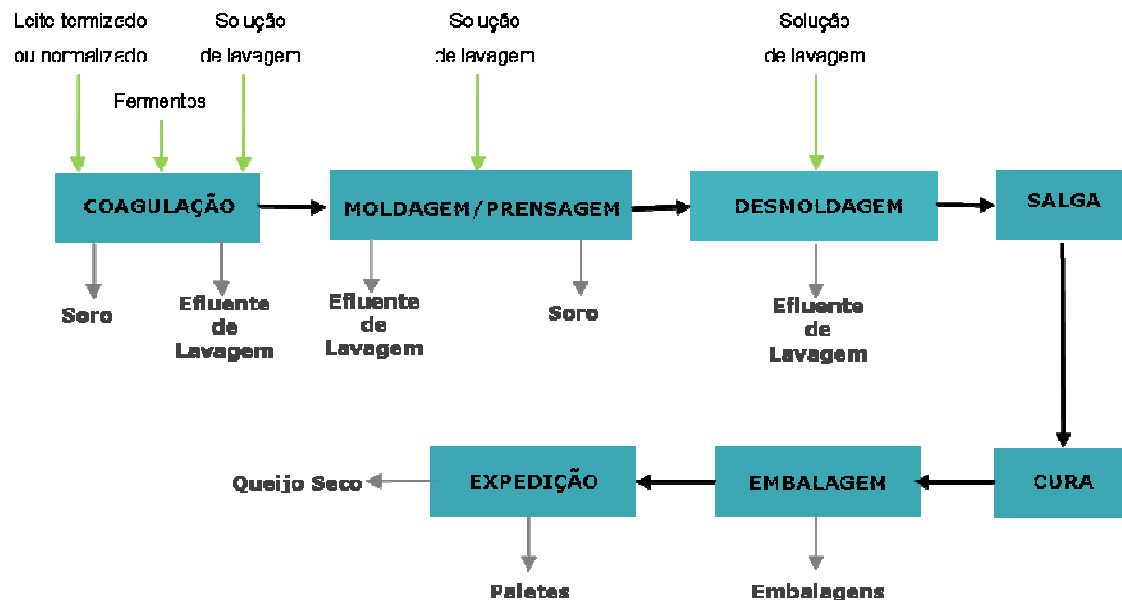 Leite termizado
ou normalizado
Solução
de lavagem
Fermentos
Solução
de lavagem
Solução
de lavagem
COAGULAÇÃO
MOLDAGEM/PRENSAGEM
DESMOLDAGEM
SALGA
Soro
Efluente
de
Lavagem
Efluente
de
Lavagem
Soro
Efluente
de
Lavagem
Queijo Seco
EXPEDIÇÃO
EMBALAGEM
CURA
Paletes
Embalagens